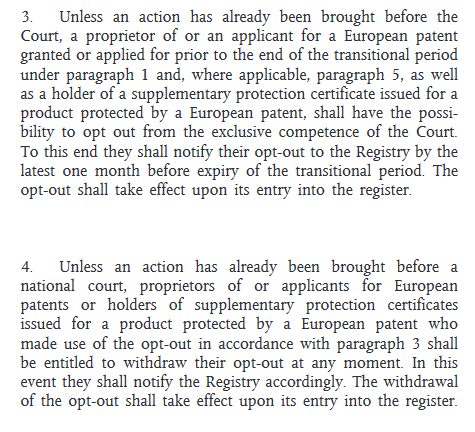 3. Unless an action has already been brought before the
Court, a proprietor of or an applicant for a European patent
granted or applied for prior to the end of the transitional period
under paragraph 1 and, where applicable, paragraph 5, as well
as a holder of a supplementary protection certificate issued for a
product protected by a European patent, shall have the possi-
bility to opt out from the exclusive competence of the Court.
To this end they shall notify their opt-out to the Registry by the
latest one month before expiry of the transitional period. The
opt-out shall take effect upon its entry into the register.
4. Unless an action has already been brought before a
national court, proprietors of or applicants for European
patents or holders of supplementary protection certificates
issued for a product protected by a European patent who
made use of the opt-out in accordance with paragraph 3 shall
be entitled to withdraw their opt-out at any moment. In this
event they shall notify the Registry accordingly. The withdrawal
of the opt-out shall take effect upon its entry into the register.